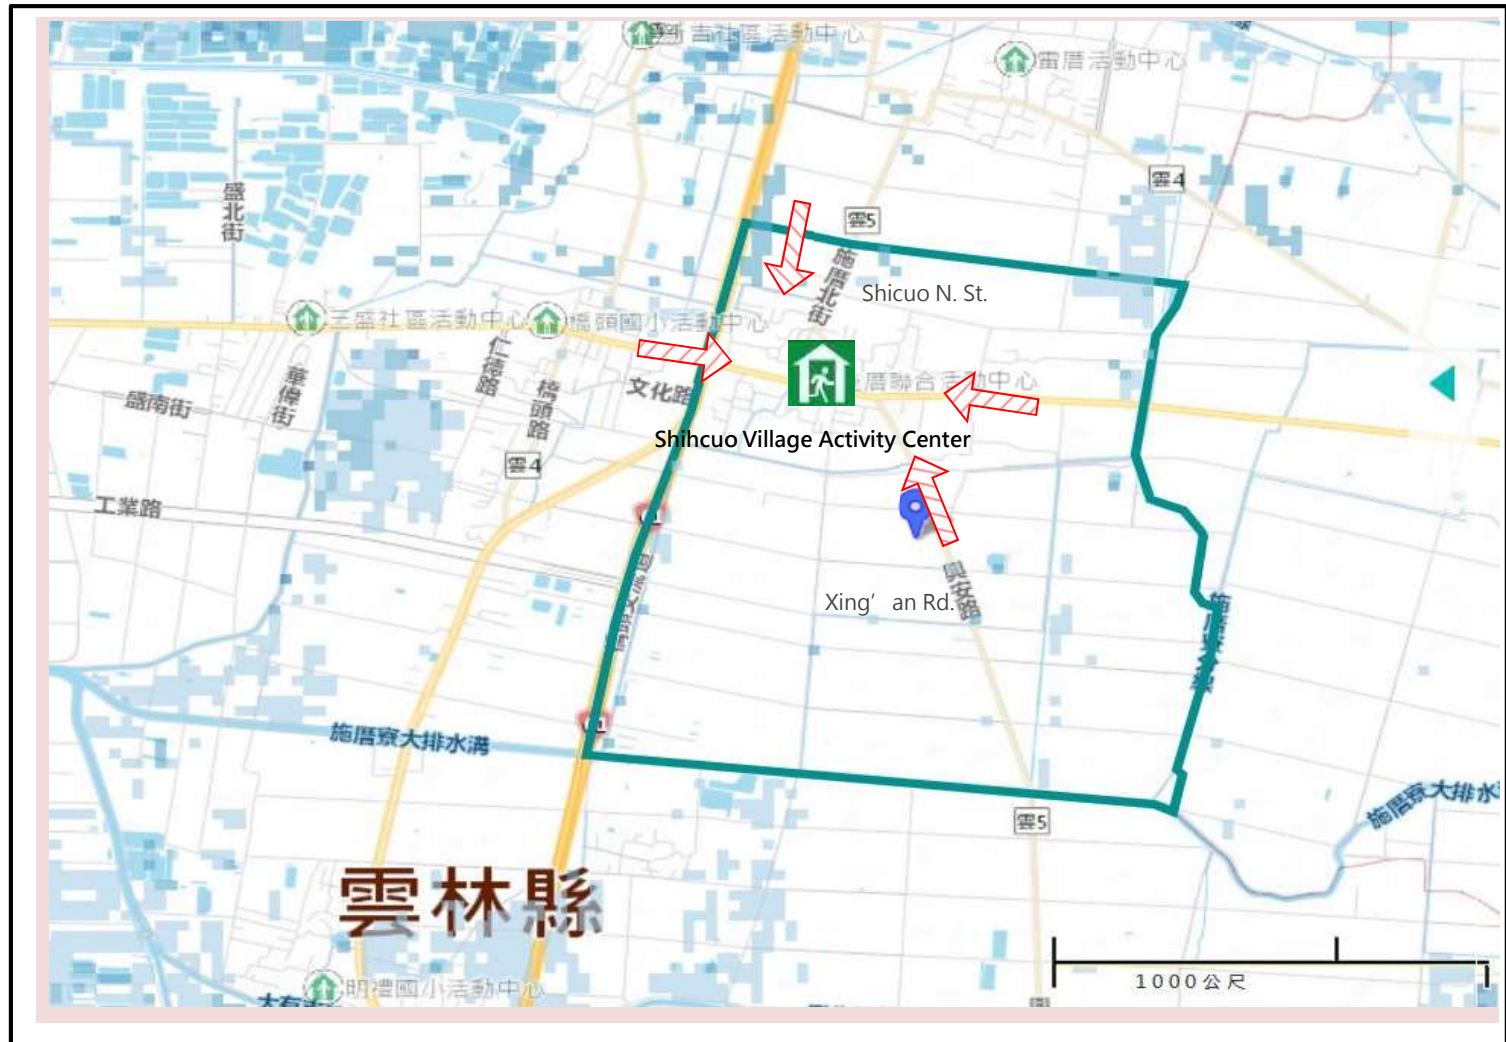 吉社區活動中心
雷厝活動中心
雲4
盛北街
雲5
施厝北街
Shicuo N. St.
三盛社區活動中心
橋頭國小活動中心
仁德路
華偉街
文化路
橋頭路
厝聯合活動中心
盛南街
Shihcuo Village Activity Center
雲4
工業路
興安路
Xing’ an Rd.
施厝寮大排水溝
施厝寮大排水
雲5
雲林縣
1000公尺
明禮國小活動中心